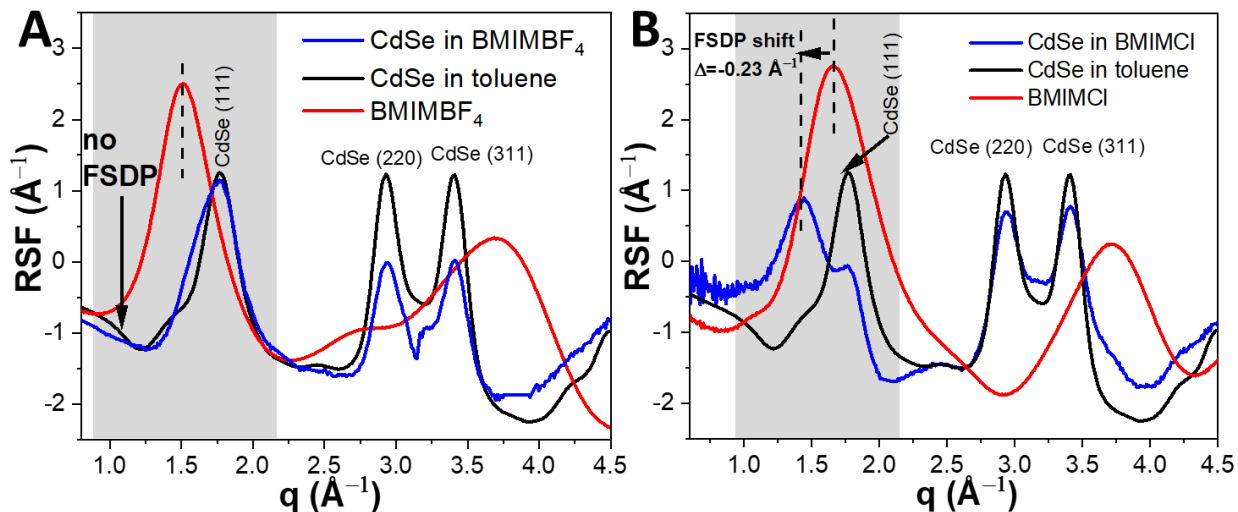 A
CdSe in BMIMBF₄
CdSe in toluene
BMIMBF₄
no
FSDP
CdSe (111)
CdSe (220)
CdSe (311)
RSF (Å⁻¹)
3
2
1
0
-1
-2
1.0 1.5 2.0 2.5 3.0 3.5 4.0 4.5
q (Å⁻¹)
B
FSDP shift
Δ=-0.23 Å⁻¹
CdSe in BMIMCl
CdSe in toluene
BMIMCl
CdSe (111)
CdSe (220)
CdSe (311)
RSF (Å⁻¹)
3
2
1
0
-1
-2
1.0 1.5 2.0 2.5 3.0 3.5 4.0 4.5
q (Å⁻¹)